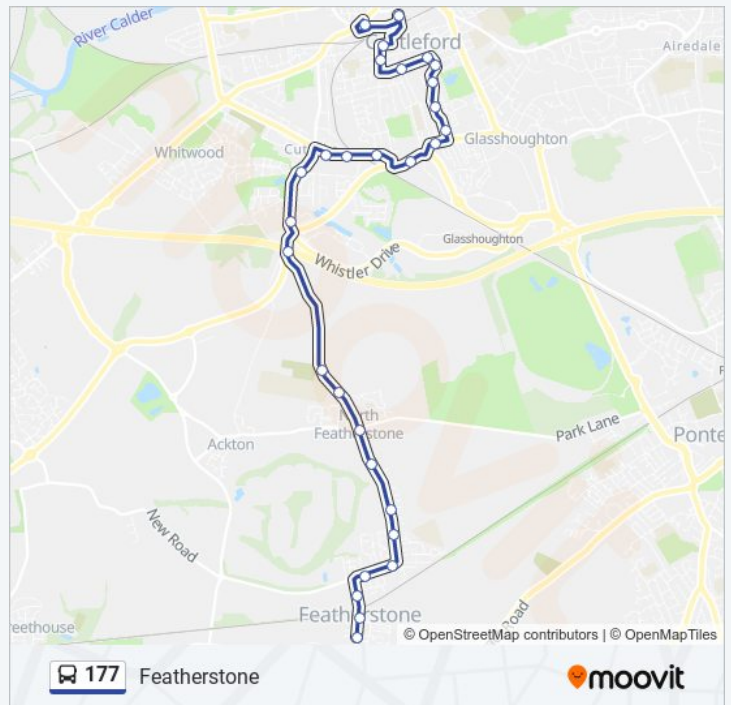 River Calder
Castleford
Airedale
Whitwood
Cut
Glasshoughton
Glasshoughton
Whistler Drive
North
Featherstone
Park Lane
Ackton
Ponte
New Road
Featherstone
reethouse
Road
© OpenStreetMap contributors | © OpenMapTiles
177 Featherstone
moovit